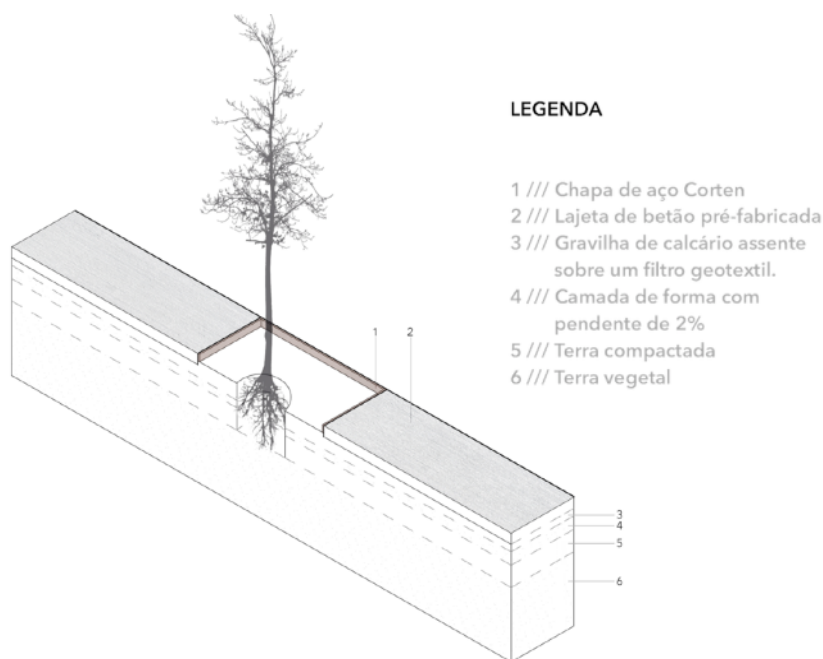 LEGENDA
1 /// Chapa de aço Corten
2 /// Lajeta de betão pré-fabricada
3 /// Gravilha de calcário assente
sobre um filtro geotextil.
4 /// Camada de forma com
pendente de 2%
5 /// Terra compactada
6 /// Terra vegetal
1
2
3
4
5
6